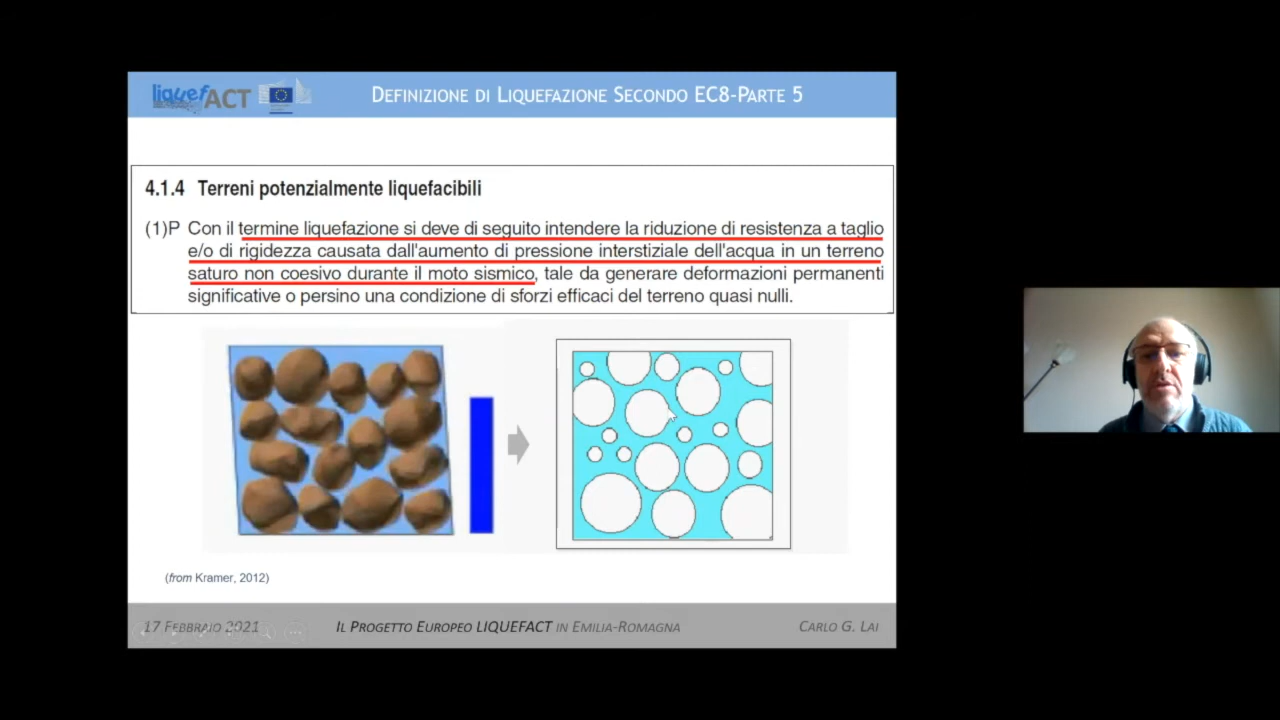 liquefACT
DEFINIZIONE DI LIQUEFAZIONE SECONDO EC8-PARTE 5
4.1.4 Terreni potenzialmente liquefacibili
(1)P Con il termine liquefazione si deve di seguito intendere la riduzione di resistenza a taglio
e/o di rigidezza causata dall'aumento di pressione interstiziale dell'acqua in un terreno
saturo non coesivo durante il moto sismico, tale da generare deformazioni permanenti
significative o persino una condizione di sforzi efficaci del terreno quasi nulli.
(from Kramer, 2012)
17 FEBBRAIO 2021 IL PROGETTO EUROPEO LIQUEFACT IN EMILIA-ROMAGNA CARLO G. LAI